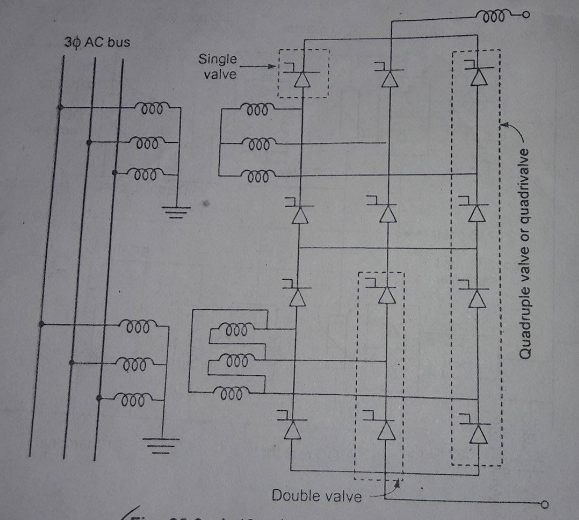 3ϕ AC bus
Single
valve
Quadruple valve or quadrivalve
Double valve